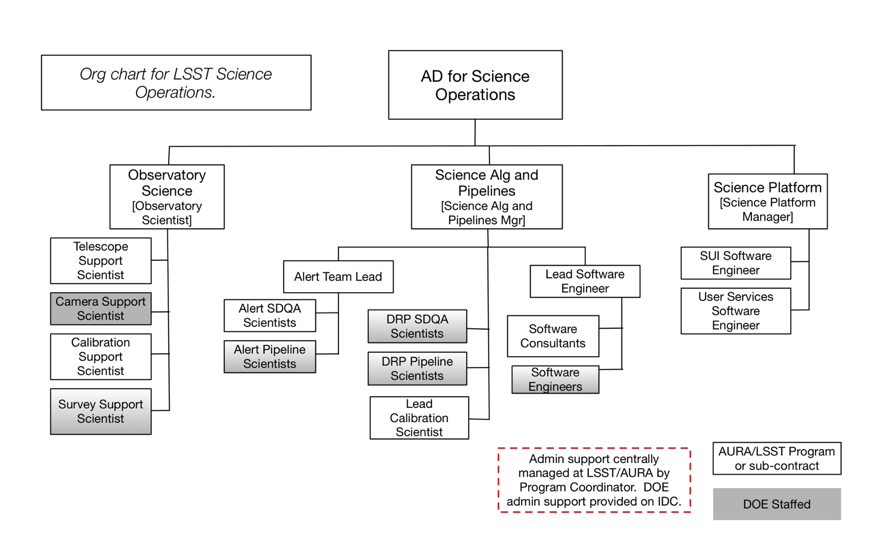 Org chart for LSST Science
Operations.
AD for Science
Operations
Observatory
Science
[Observatory
Scientist]
Telescope
Support
Scientist
Camera Support
Scientist
Calibration
Support
Scientist
Survey Support
Scientist
Science Alg and
Pipelines
[Science Alg and
Pipelines Mgr]
Alert Team Lead
Alert SDQA
Scientists
Alert Pipeline
Scientists
DRP SDQA
Scientists
DRP Pipeline
Scientists
Lead
Calibration
Scientist
Lead Software
Engineer
Software
Consultants
Software
Engineers
Science Platform
[Science Platform
Manager]
SUI Software
Engineer
User Services
Software
Engineer
Admin support centrally
managed at LSST/AURA by
Program Coordinator. DOE
admin support provided on IDC.
AURA/LSST Program
or sub-contract
DOE Staffed